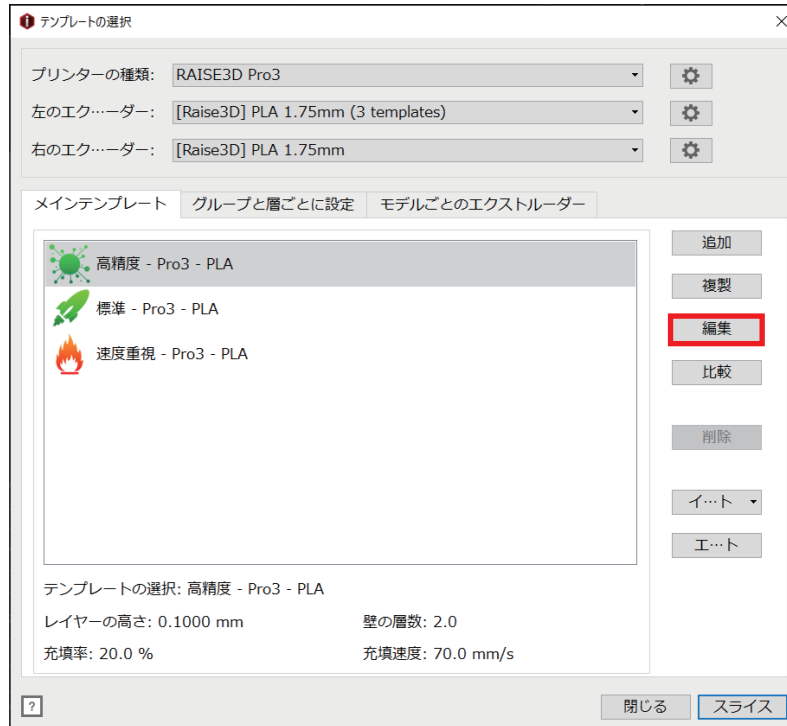 テンプレートの選択
プリンターの種類: RAISE3D Pro3
左のエク…ーダー: [Raise3D] PLA 1.75mm (3 templates)
右のエク…ーダー: [Raise3D] PLA 1.75mm
メインテンプレート グループと層ごとに設定 モデルごとのエクストルーダー
高精度 - Pro3 - PLA
標準 - Pro3 - PLA
速度重視 - Pro3 - PLA
追加
複製
編集
比較
削除
イ…ト
エ…ト
テンプレートの選択: 高精度 - Pro3 - PLA
レイヤーの高さ: 0.1000 mm 壁の層数: 2.0
充填率: 20.0 % 充填速度: 70.0 mm/s
? 閉じる スライス